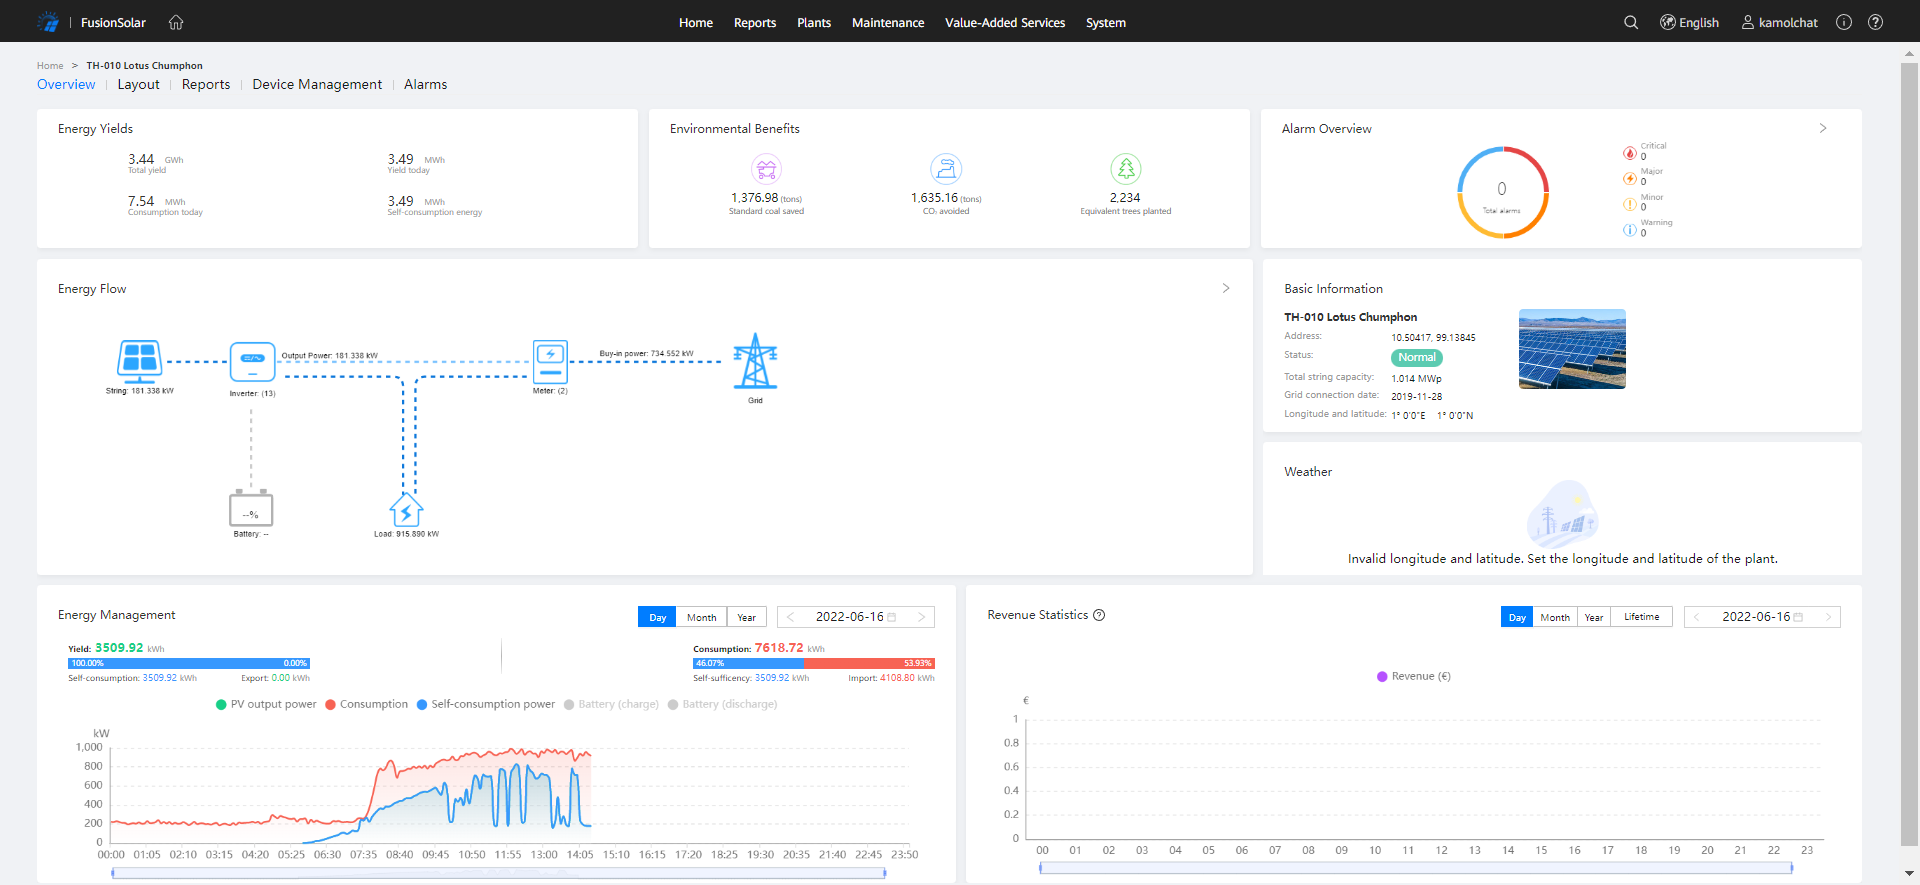 FusionSolar
Home Reports Plants Maintenance Value-Added Services System
English kamolchat
Home > TH-010 Lotus Chumphon
Overview Layout Reports Device Management Alarms
Energy Yields
3.44 GWh
Total yield
3.49 MWh
Yield today
7.54 MWh
Consumption today
3.49 MWh
Self-consumption energy
Environmental Benefits
1,376.98 (tons)
Standard coal saved
1,635.16 (tons)
CO₂ avoided
2,234
Equivalent trees planted
Alarm Overview
0
Total alarms
Critical
0
Major
0
Minor
0
Warning
0
Energy Flow
String: 181.338 kW
Output Power: 181.338 kW
Inverter: (13)
Meter: (2)
Buy-in power: 734.552 kW
Grid
--%
Battery: --
Load: 915.890 kW
Basic Information
TH-010 Lotus Chumphon
Address: 10.50417, 99.13845
Status: Normal
Total string capacity: 1.014 MWp
Grid connection date: 2019-11-28
Longitude and latitude: 1° 0'0"E 1° 0'0"N
Weather
Invalid longitude and latitude. Set the longitude and latitude of the plant.
Energy Management
Day Month Year
< 2022-06-16 >
Yield: 3509.92 kWh
100.00% 0.00%
Self-consumption: 3509.92 kWh Export: 0.00 kWh
Consumption: 7618.72 kWh
46.07% 53.93%
Self-sufficency: 3509.92 kWh Import: 4108.80 kWh
PV output power Consumption Self-consumption power Battery (charge) Battery (discharge)
kW
1,000
800
600
400
200
0
00:00 01:05 02:10 03:15 04:20 05:25 06:30 07:35 08:40 09:45 10:50 11:55 13:00 14:05 15:10 16:15 17:20 18:25 19:30 20:35 21:40 22:45 23:50
Revenue Statistics
Day Month Year Lifetime
< 2022-06-16 >
Revenue (€)
€
1
0.8
0.6
0.4
0.2
0
00 01 02 03 04 05 06 07 08 09 10 11 12 13 14 15 16 17 18 19 20 21 22 23